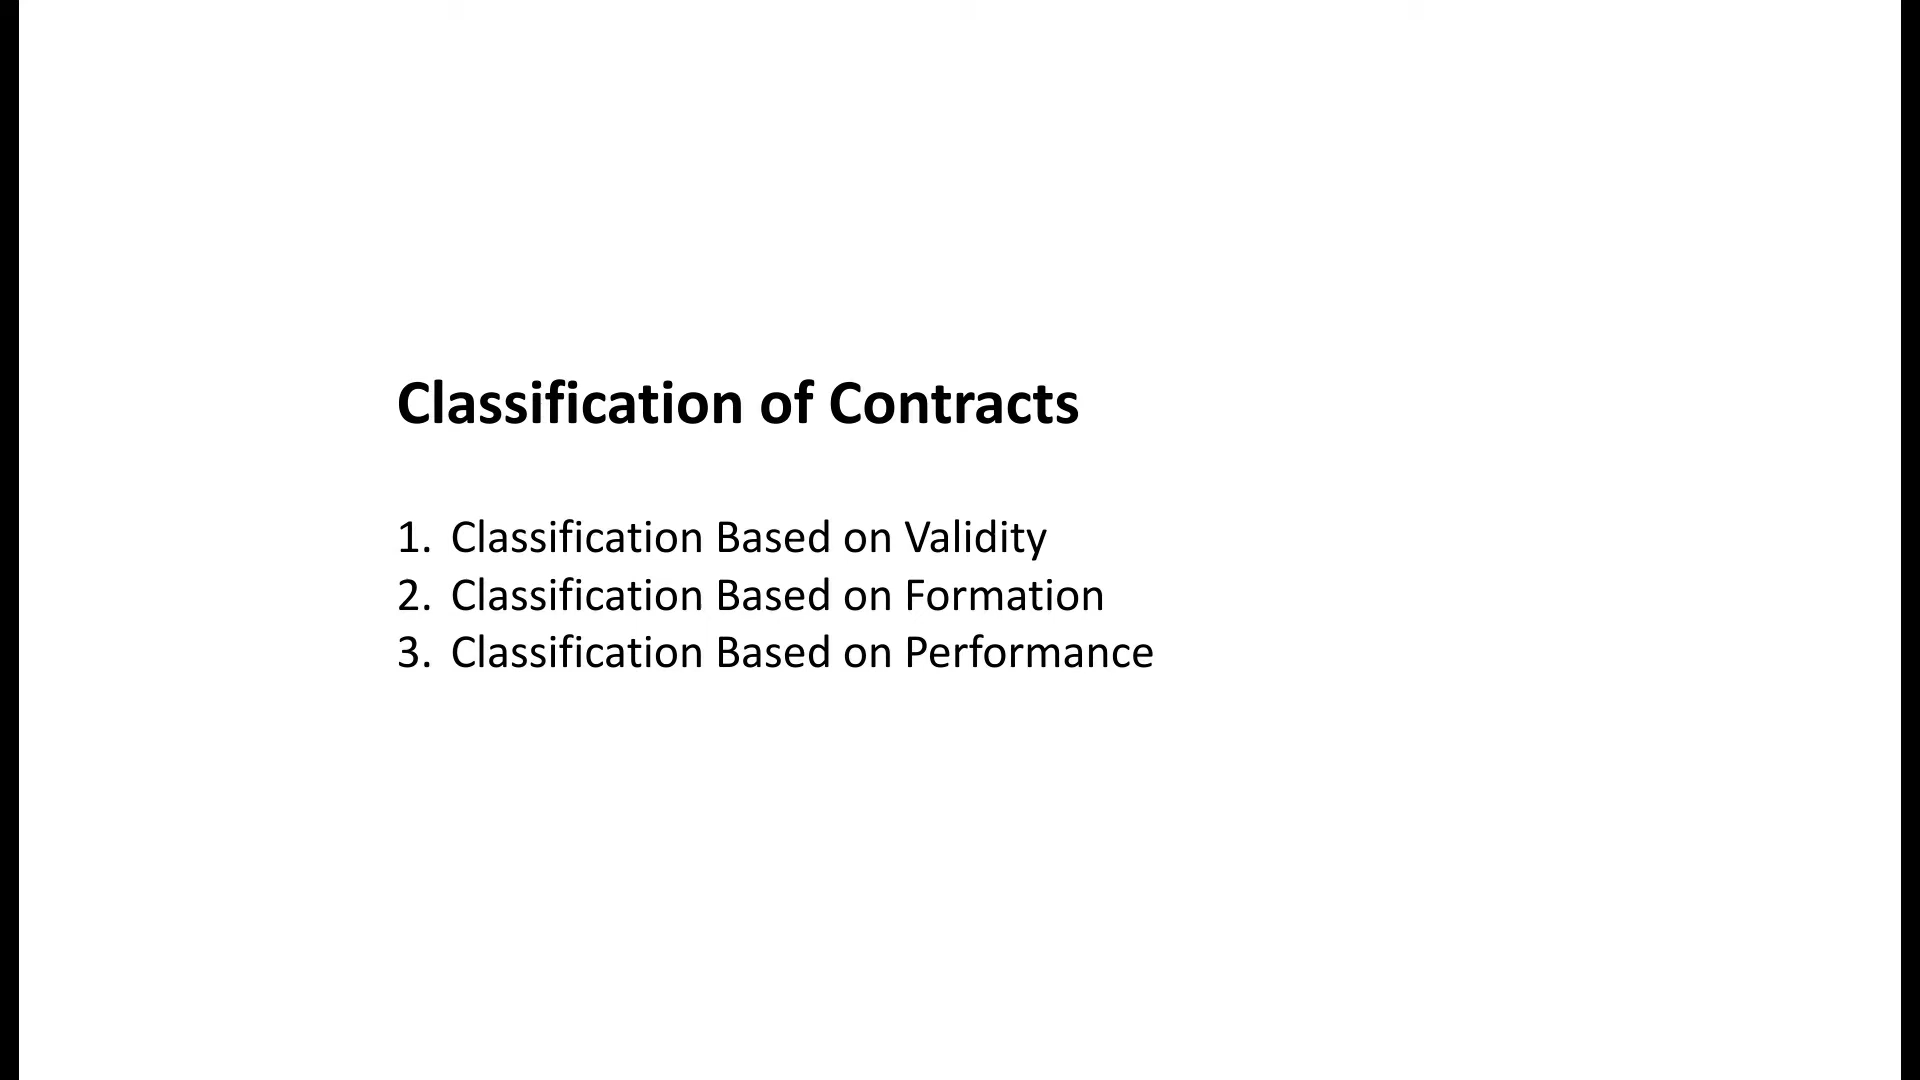 Classification of Contracts
1. Classification Based on Validity
2. Classification Based on Formation
3. Classification Based on Performance